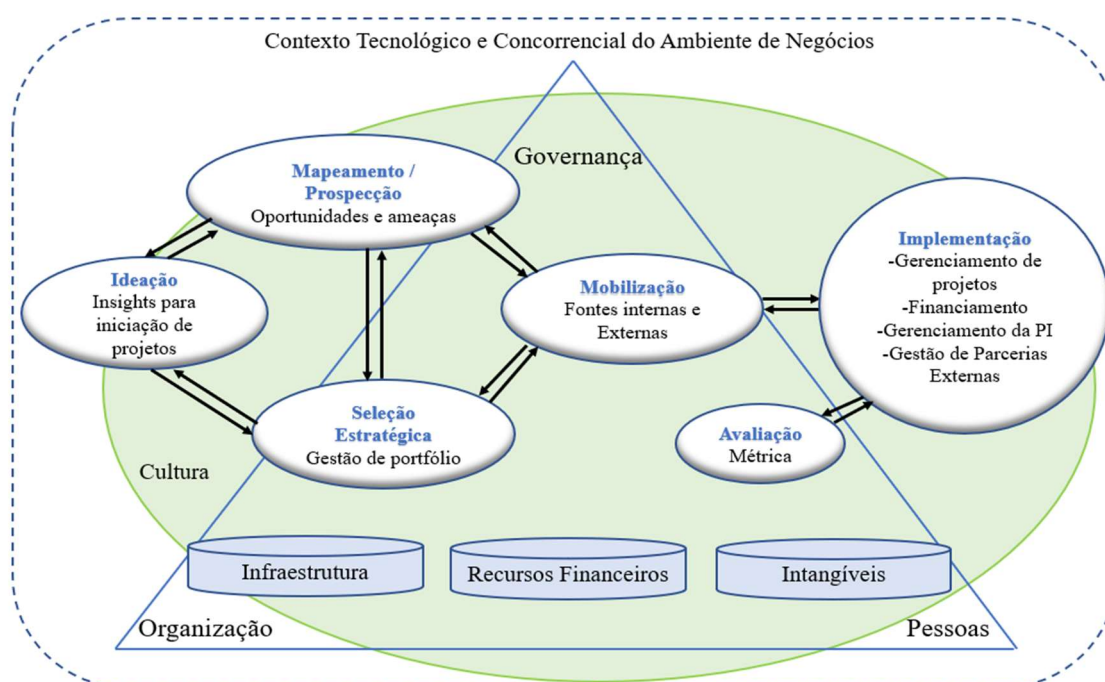 Contexto Tecnológico e Concorrencial do Ambiente de Negócios
Governança
Mapeamento /
Prospecção
Oportunidades e ameaças
Ideação
Insights para
iniciação de
projetos
Mobilização
Fontes internas e
Externas
Implementação
-Gerenciamento de
projetos
-Financiamento
-Gerenciamento da PI
-Gestão de Parcerias
Externas
Seleção
Estratégica
Gestão de portfólio
Avaliação
Métrica
Cultura
Infraestrutura
Recursos Financeiros
Intangíveis
Organização
Pessoas